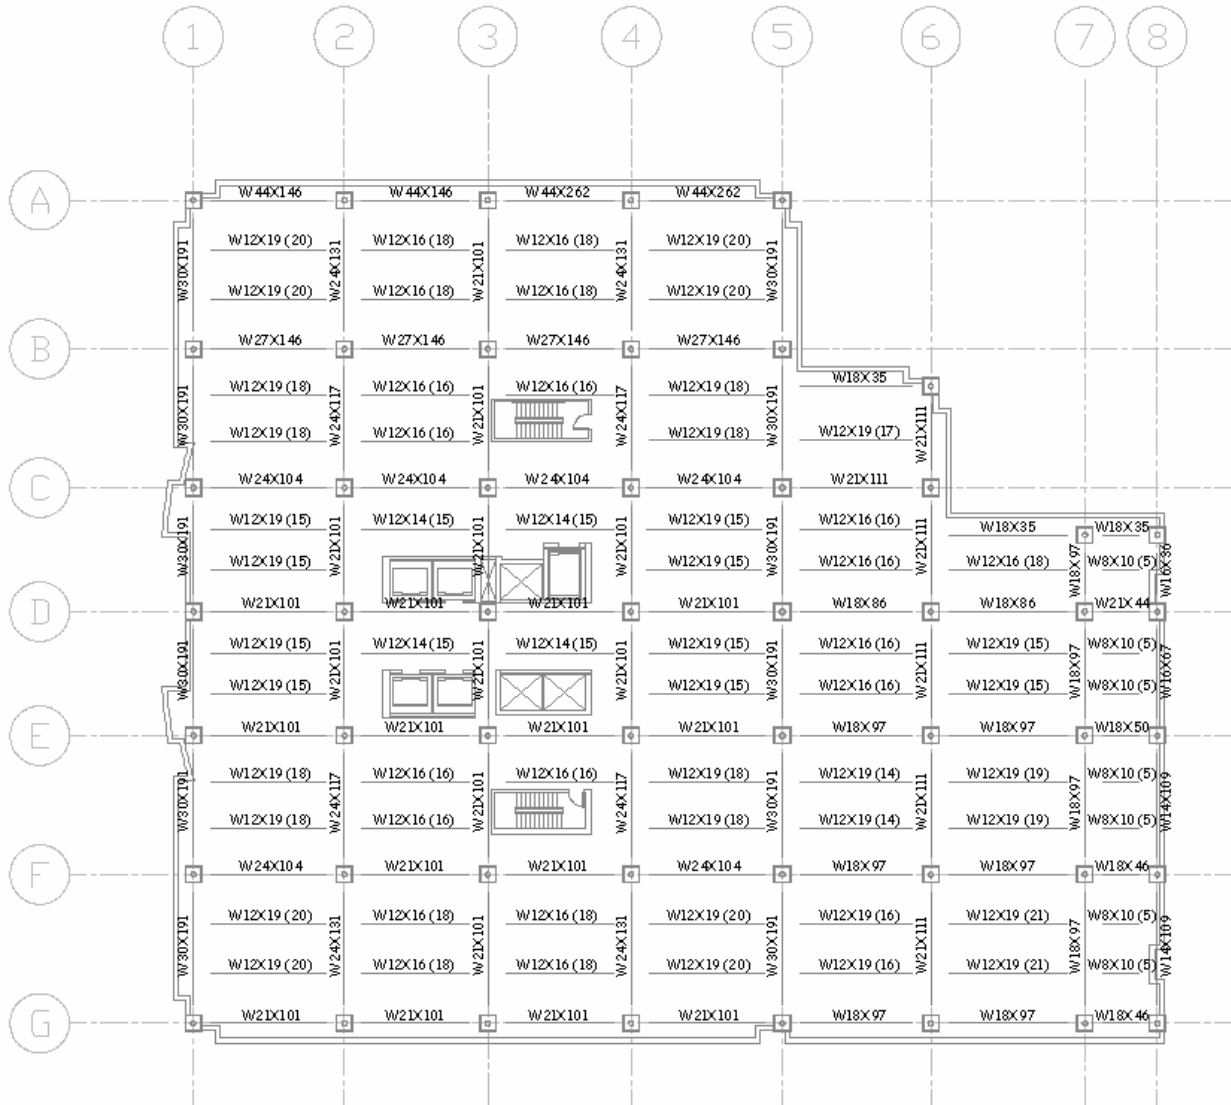 1 2 3 4 5 6 7 8
A
W44X146 W44X146 W44X262 W44X262
W12X19 (20) W12X16 (18) W12X16 (18) W12X19 (20)
W30X191 W24X131 W21X101 W24X131 W30X191
W12X19 (20) W12X16 (18) W12X16 (18) W12X19 (20)
B
W27X146 W27X146 W27X146 W27X146
W18X35
W12X19 (18) W12X16 (16) W12X16 (16) W12X19 (18)
W30X191 W24X117 W21X101 W24X117 W30X191 W21X111
W12X19 (18) W12X16 (16) W12X19 (18) W12X19 (17)
C
W24X104 W24X104 W24X104 W24X104 W21X111
W12X19 (15) W12X14 (15) W12X14 (15) W12X19 (15) W12X16 (16) W18X35 W18X35
W30X191 W21X101 W21X101 W21X101 W30X191 W21X111 W18X97 W16X36
W12X19 (15) W12X19 (15) W12X16 (16) W12X16 (18) W8X10 (5)
D
W21X101 W21X101 W21X101 W21X101 W18X86 W18X86 W21X44
W12X19 (15) W12X14 (15) W12X14 (15) W12X19 (15) W12X16 (16) W12X19 (15) W8X10 (5)
W30X191 W21X101 W21X101 W21X101 W30X191 W21X111 W18X97 W16X67
W12X19 (15) W12X19 (15) W12X16 (16) W12X19 (15) W8X10 (5)
E
W21X101 W21X101 W21X101 W21X101 W18X97 W18X97 W18X50
W12X19 (18) W12X16 (16) W12X16 (16) W12X19 (18) W12X19 (14) W12X19 (19) W8X10 (5)
W30X191 W24X117 W21X101 W24X117 W30X191 W21X111 W18X97 W14X109
W12X19 (18) W12X16 (16) W12X19 (18) W12X19 (14) W12X19 (19) W8X10 (5)
F
W24X104 W21X101 W21X101 W24X104 W18X97 W18X97 W18X46
W12X19 (20) W12X16 (18) W12X16 (18) W12X19 (20) W12X19 (16) W12X19 (21) W8X10 (5)
W30X191 W24X131 W21X101 W24X131 W30X191 W21X111 W18X97 W14X109
W12X19 (20) W12X16 (18) W12X16 (18) W12X19 (20) W12X19 (16) W12X19 (21) W8X10 (5)
G
W21X101 W21X101 W21X101 W21X101 W18X97 W18X97 W18X46